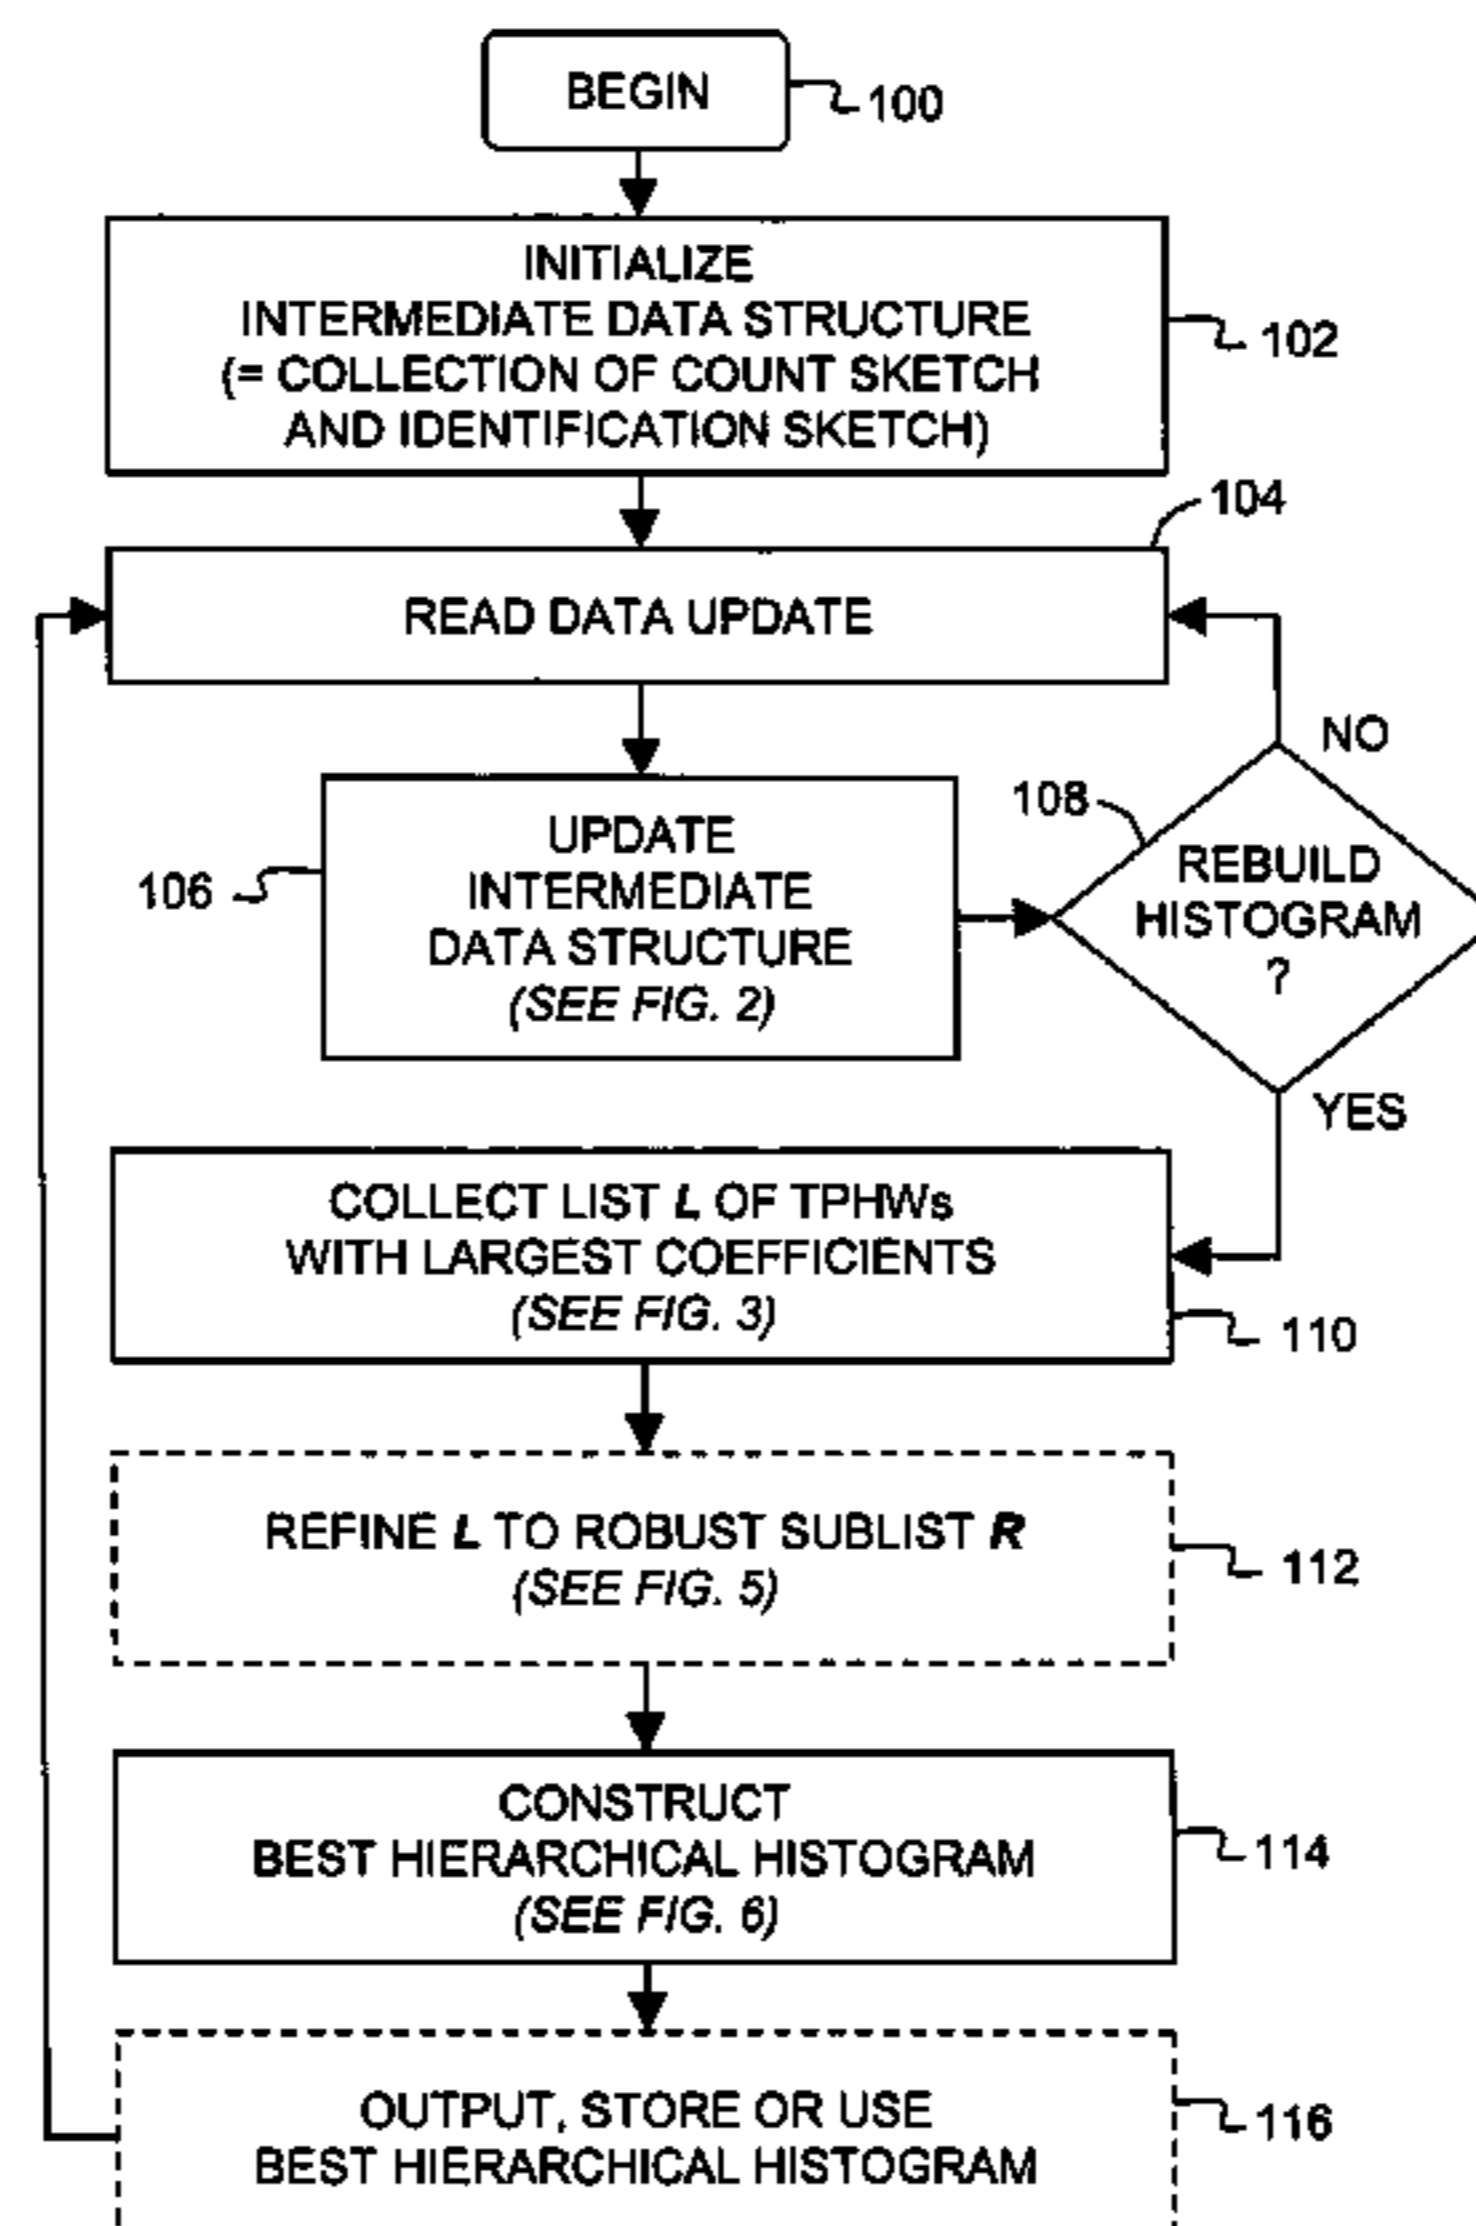 BEGIN
100
INITIALIZE
INTERMEDIATE DATA STRUCTURE
(= COLLECTION OF COUNT SKETCH
AND IDENTIFICATION SKETCH)
102
104
READ DATA UPDATE
NO
108
REBUILD
HISTOGRAM
?
UPDATE
INTERMEDIATE
DATA STRUCTURE
(SEE FIG. 2)
106
YES
COLLECT LIST L OF TPHWs
WITH LARGEST COEFFICIENTS
(SEE FIG. 3)
110
REFINE L TO ROBUST SUBLIST R
(SEE FIG. 5)
112
CONSTRUCT
BEST HIERARCHICAL HISTOGRAM
(SEE FIG. 6)
114
OUTPUT, STORE OR USE
BEST HIERARCHICAL HISTOGRAM
116